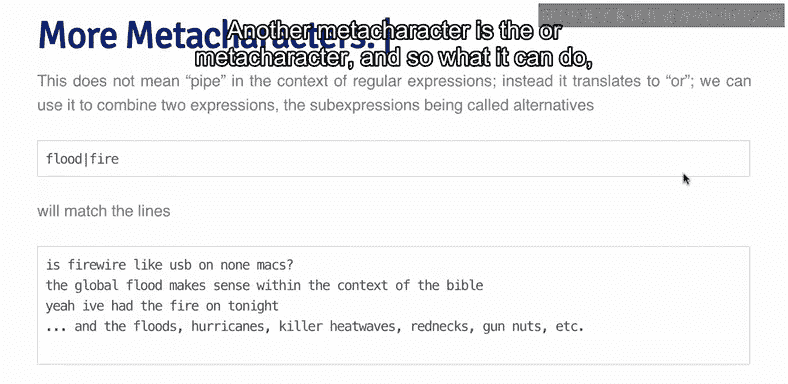 More Metacharacters: |
Another metacharacter is the or
metacharacter, and so what it can do,
This does not mean “pipe” in the context of regular expressions; instead it translates to “or”; we can
use it to combine two expressions, the subexpressions being called alternatives
flood|fire
will match the lines
is firewire like usb on none macs?
the global flood makes sense within the context of the bible
yeah ive had the fire on tonight
... and the floods, hurricanes, killer heatwaves, rednecks, gun nuts, etc.